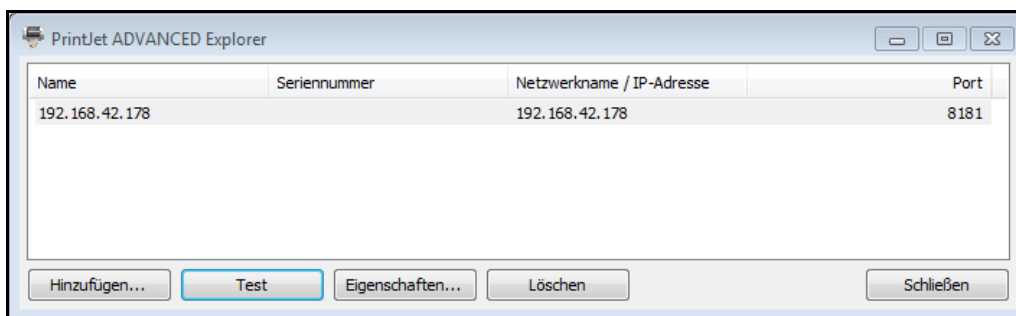 PrintJet ADVANCED Explorer
Name Seriennummer Netzwerkname / IP-Adresse Port
192.168.42.178 192.168.42.178 8181
Hinzufügen... Test Eigenschaften... Löschen Schließen